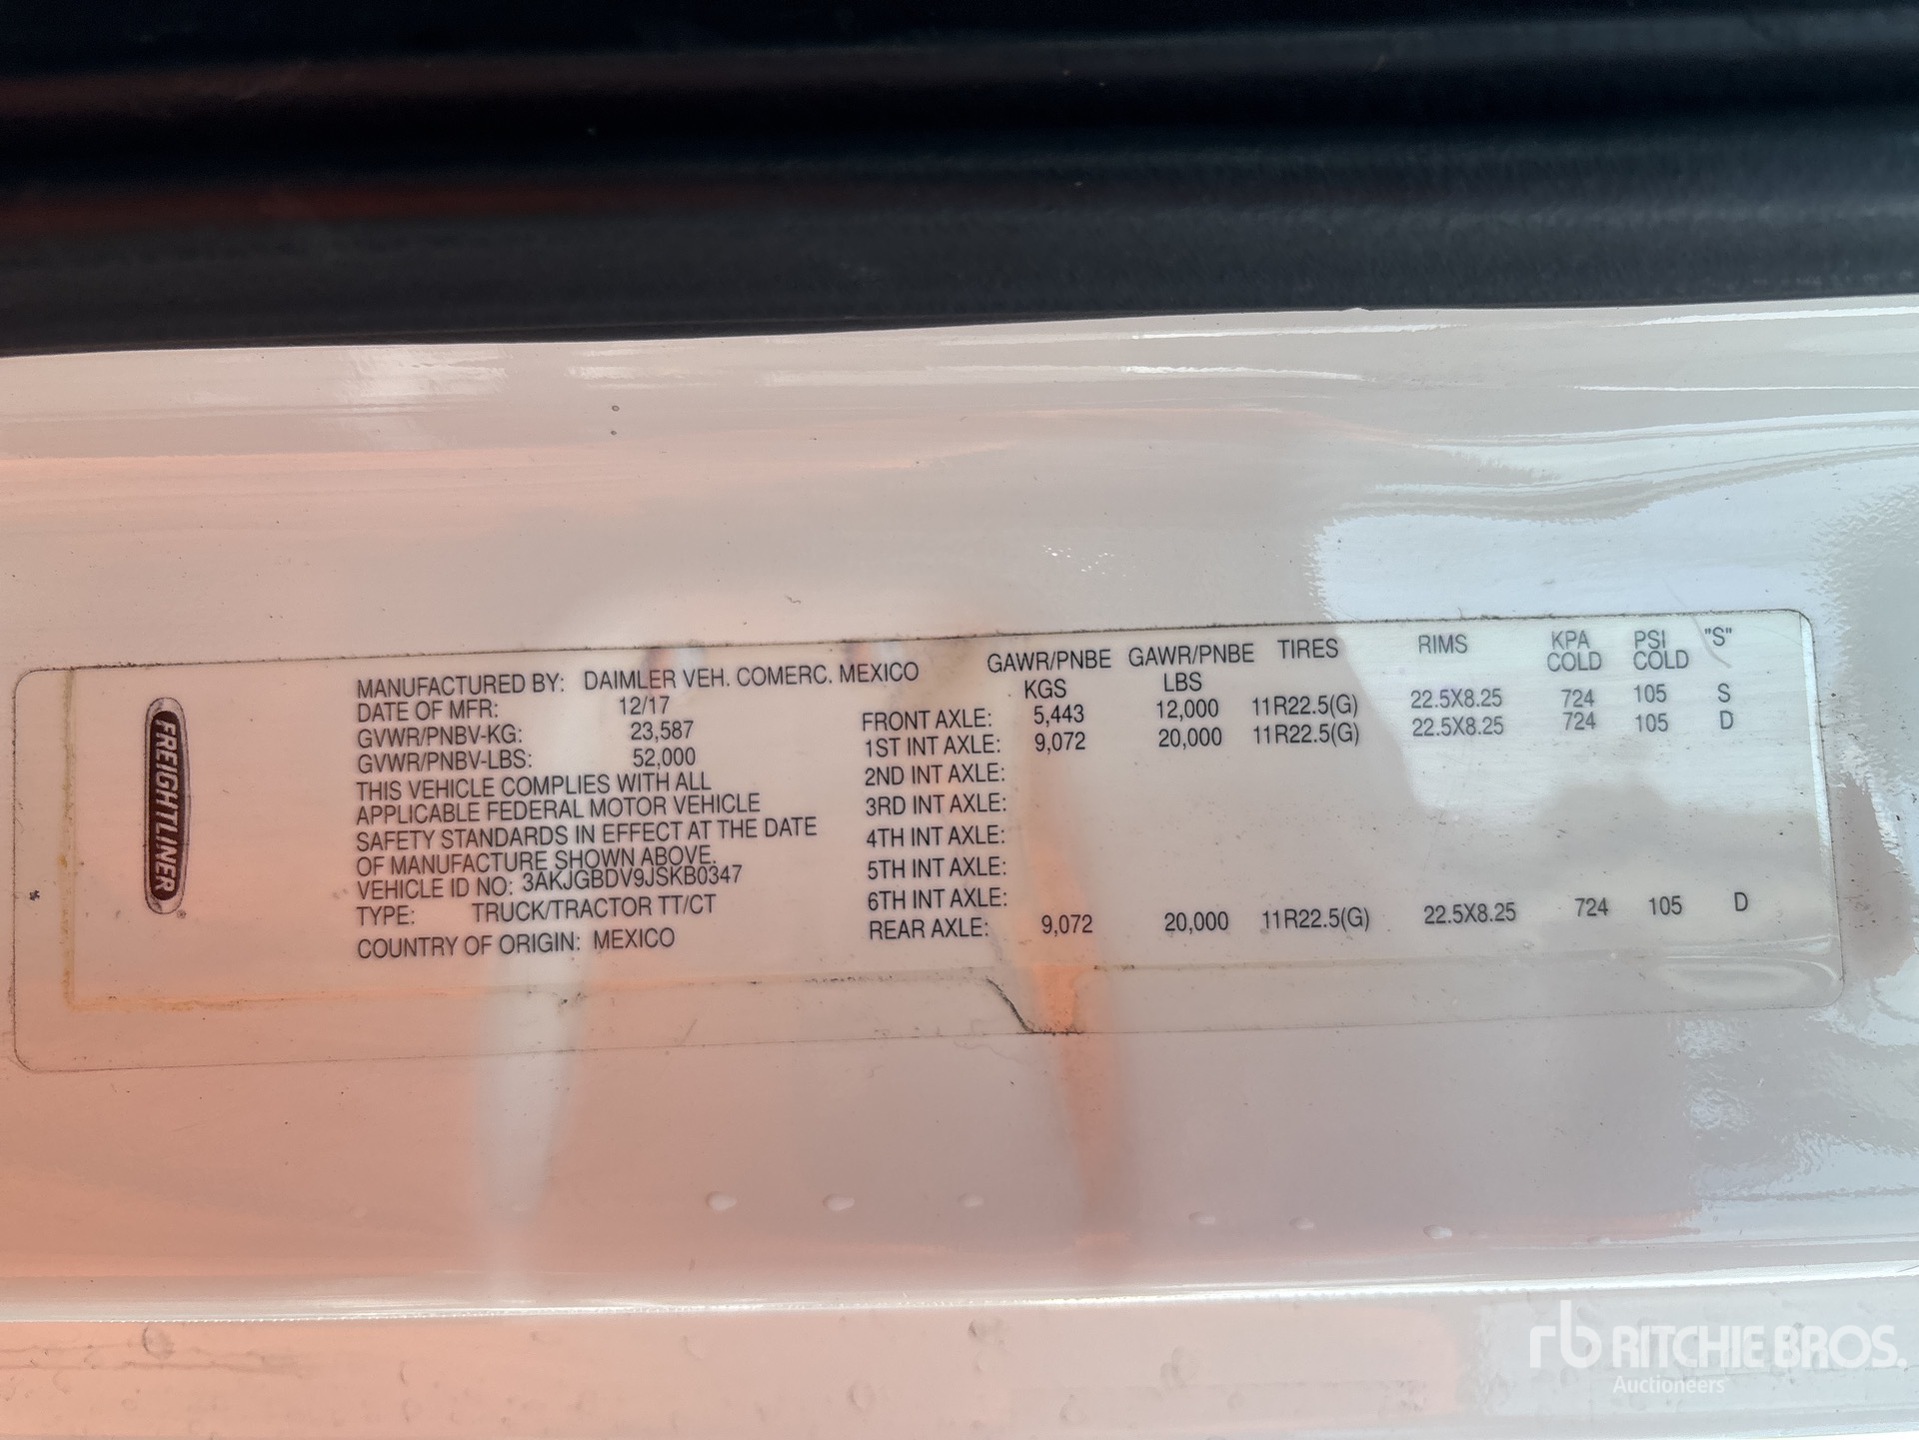 FREIGHTLINER®
MANUFACTURED BY: DAIMLER VEH. COMERC. MEXICO
DATE OF MFR: 12/17
GVWR/PNBV-KG: 23,587
GVWR/PNBV-LBS: 52,000
THIS VEHICLE COMPLIES WITH ALL
APPLICABLE FEDERAL MOTOR VEHICLE
SAFETY STANDARDS IN EFFECT AT THE DATE
OF MANUFACTURE SHOWN ABOVE.
VEHICLE ID NO: 3AKJGBDV9JSKB0347
TYPE: TRUCK/TRACTOR TT/CT
COUNTRY OF ORIGIN: MEXICO
GAWR/PNBE GAWR/PNBE TIRES RIMS KPA PSI "S"
KGS LBS COLD COLD
FRONT AXLE: 5,443 12,000 11R22.5(G) 22.5X8.25 724 105 S
1ST INT AXLE: 9,072 20,000 11R22.5(G) 22.5X8.25 724 105 D
2ND INT AXLE:
3RD INT AXLE:
4TH INT AXLE:
5TH INT AXLE:
6TH INT AXLE:
REAR AXLE: 9,072 20,000 11R22.5(G) 22.5X8.25 724 105 D
rb RITCHIE BROS.
Auctioneers